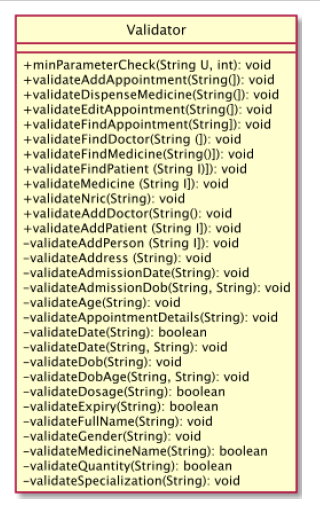 Validator
+minParameterCheck(String U, int): void
+validateAddAppointment(String(]): void
+validateDispenseMedicine(String(]): void
+validateEditAppointment(String(]): void
+validateFindAppointment(String]): void
+validateFindDoctor(String (]): void
+validateFindMedicine(String()]): void
+validateFindPatient (String I)]): void
+validateMedicine (String I]): void
+validateNric(String): void
+validateAddDoctor(String(): void
+validateAddPatient (String I]): void
-validateAddPerson (String I]): void
-validateAddress (String): void
-validateAdmissionDate(String): void
-validateAdmissionDob(String, String): void
-validateAge(String): void
-validateAppointmentDetails(String): void
-validateDate(String): boolean
-validateDate(String, String): void
-validateDob(String): void
-validateDobAge(String, String): void
-validateDosage(String): boolean
-validateExpiry(String): boolean
-validateFullName(String): void
-validateGender(String): void
-validateMedicineName(String): boolean
-validateQuantity(String): boolean
-validateSpecialization(String): void